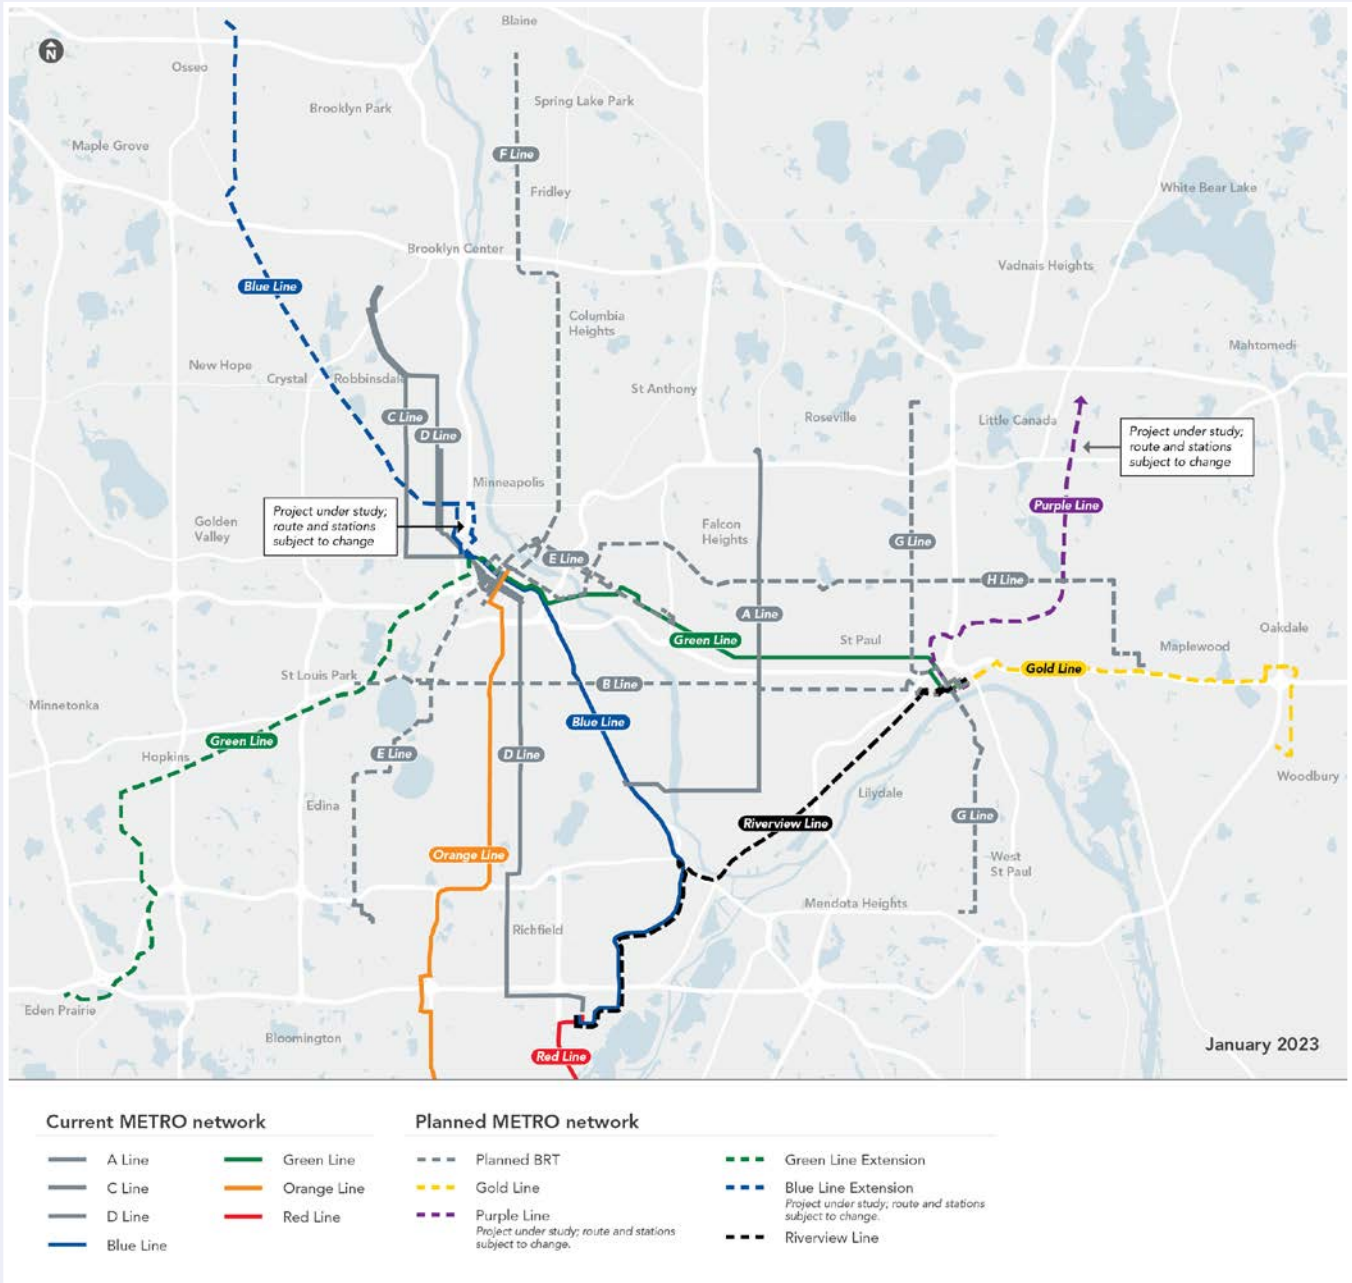 N
Blaine
Osseo
Brooklyn Park
Spring Lake Park
Maple Grove
F Line
Fridley
White Bear Lake
Brooklyn Center
Vadnais Heights
Blue Line
Columbia
Heights
Mahtomedi
New Hope
Crystal
Robbinsdale
St Anthony
C Line
D Line
Roseville
Little Canada
Project under study;
route and stations
subject to change
Minneapolis
Purple Line
Project under study;
route and stations
subject to change
Golden
Valley
Falcon
Heights
E Line
G Line
H Line
A Line
Green Line
St Paul
Oakdale
Maplewood
Gold Line
St Louis Park
B Line
Minnetonka
Blue Line
Green Line
Hopkins
E Line
D Line
Woodbury
Edina
Lilydale
Riverview Line
G Line
Orange Line
West
St Paul
Mendota Heights
Richfield
Eden Prairie
Bloomington
Red Line
January 2023
Current METRO network
A Line
C Line
D Line
Blue Line
Green Line
Orange Line
Red Line
Planned METRO network
Planned BRT
Gold Line
Purple Line
Project under study; route and stations
subject to change.
Green Line Extension
Blue Line Extension
Project under study; route and stations
subject to change.
Riverview Line